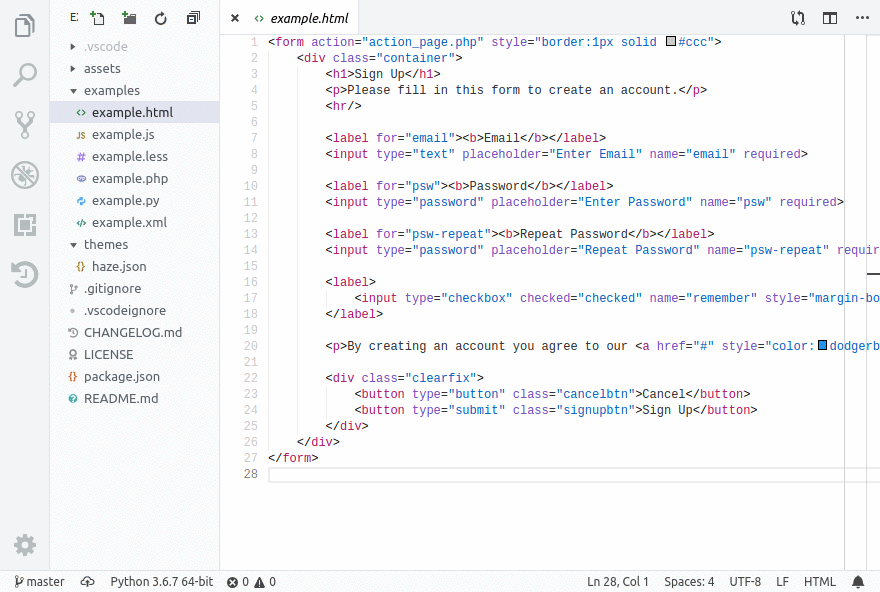 E:
example.html
.vscode
assets
examples
example.html
JS example.js
# example.less
example.php
example.py
example.xml
themes
{} haze.json
.gitignore
.vscodeignore
CHANGELOG.md
LICENSE
{} package.json
README.md
1 <form action="action_page.php" style="border:1px solid #ccc">
2 <div class="container">
3 <h1>Sign Up</h1>
4 <p>Please fill in this form to create an account.</p>
5 <hr/>
6
7 <label for="email"><b>Email</b></label>
8 <input type="text" placeholder="Enter Email" name="email" required>
9
10 <label for="psw"><b>Password</b></label>
11 <input type="password" placeholder="Enter Password" name="psw" required>
12
13 <label for="psw-repeat"><b>Repeat Password</b></label>
14 <input type="password" placeholder="Repeat Password" name="psw-repeat" requir
15
16 <label>
17 <input type="checkbox" checked="checked" name="remember" style="margin-bo
18 </label>
19
20 <p>By creating an account you agree to our <a href="#" style="color:dodgerb
21
22 <div class="clearfix">
23 <button type="button" class="cancelbtn">Cancel</button>
24 <button type="submit" class="signupbtn">Sign Up</button>
25 </div>
26 </div>
27 </form>
28
master Python 3.6.7 64-bit 0 0 Ln 28, Col 1 Spaces: 4 UTF-8 LF HTML